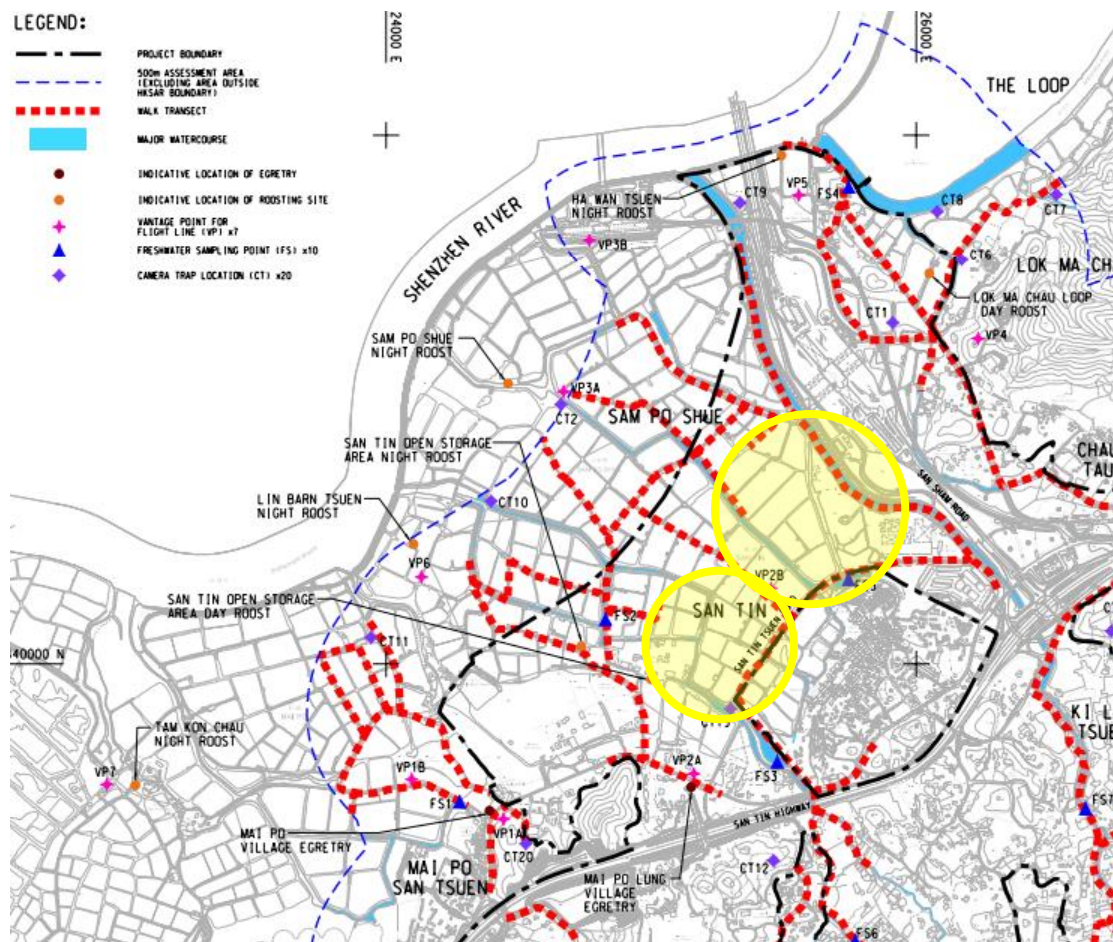 LEGEND:
PROJECT BOUNDARY
500m ASSESSMENT AREA
(EXCLUDING AREA OUTSIDE
HKSAR BOUNDARY)
WALK TRANSECT
MAJOR WATERCOURSE
INDICATIVE LOCATION OF EGRETRY
INDICATIVE LOCATION OF ROOSTING SITE
VANTAGE POINT FOR
FLIGHT LINE (VP) x7
FRESHWATER SAMPLING POINT (FS) x10
CAMERA TRAP LOCATION (CT) x20
24000 E
26000 E
THE LOOP
HA WAN TSUEN
NIGHT ROOST
CT9
VP5
FS4
CT8
CT7
SHENZHEN RIVER
VP3B
CT6
LOK MA CHA
LOK MA CHAU LOOP
DAY ROOST
CT1
VP4
SAM PO SHUE
NIGHT ROOST
VP3A
CT2
SAM PO SHUE
SAN TIN OPEN STORAGE
AREA NIGHT ROOST
CHAU
TAU
SAN SHAM ROAD
LIN BARN TSUEN
NIGHT ROOST
CT10
VP6
VP2B
SAN TIN OPEN STORAGE
AREA DAY ROOST
SAN TIN
FS2
SAN TIN TSUEN
CT11
40000 N
TAM KON CHAU
NIGHT ROOST
KI L
TSUE
VP7
VP1B
VP2A
FS3
FS1
FS7
SAN TIN HIGHWAY
MAI PO
VILLAGE EGRETRY
VP1A
CT20
MAI PO
SAN TSUEN
MAI PO LUNG
VILLAGE
EGRETRY
CT12
FS6